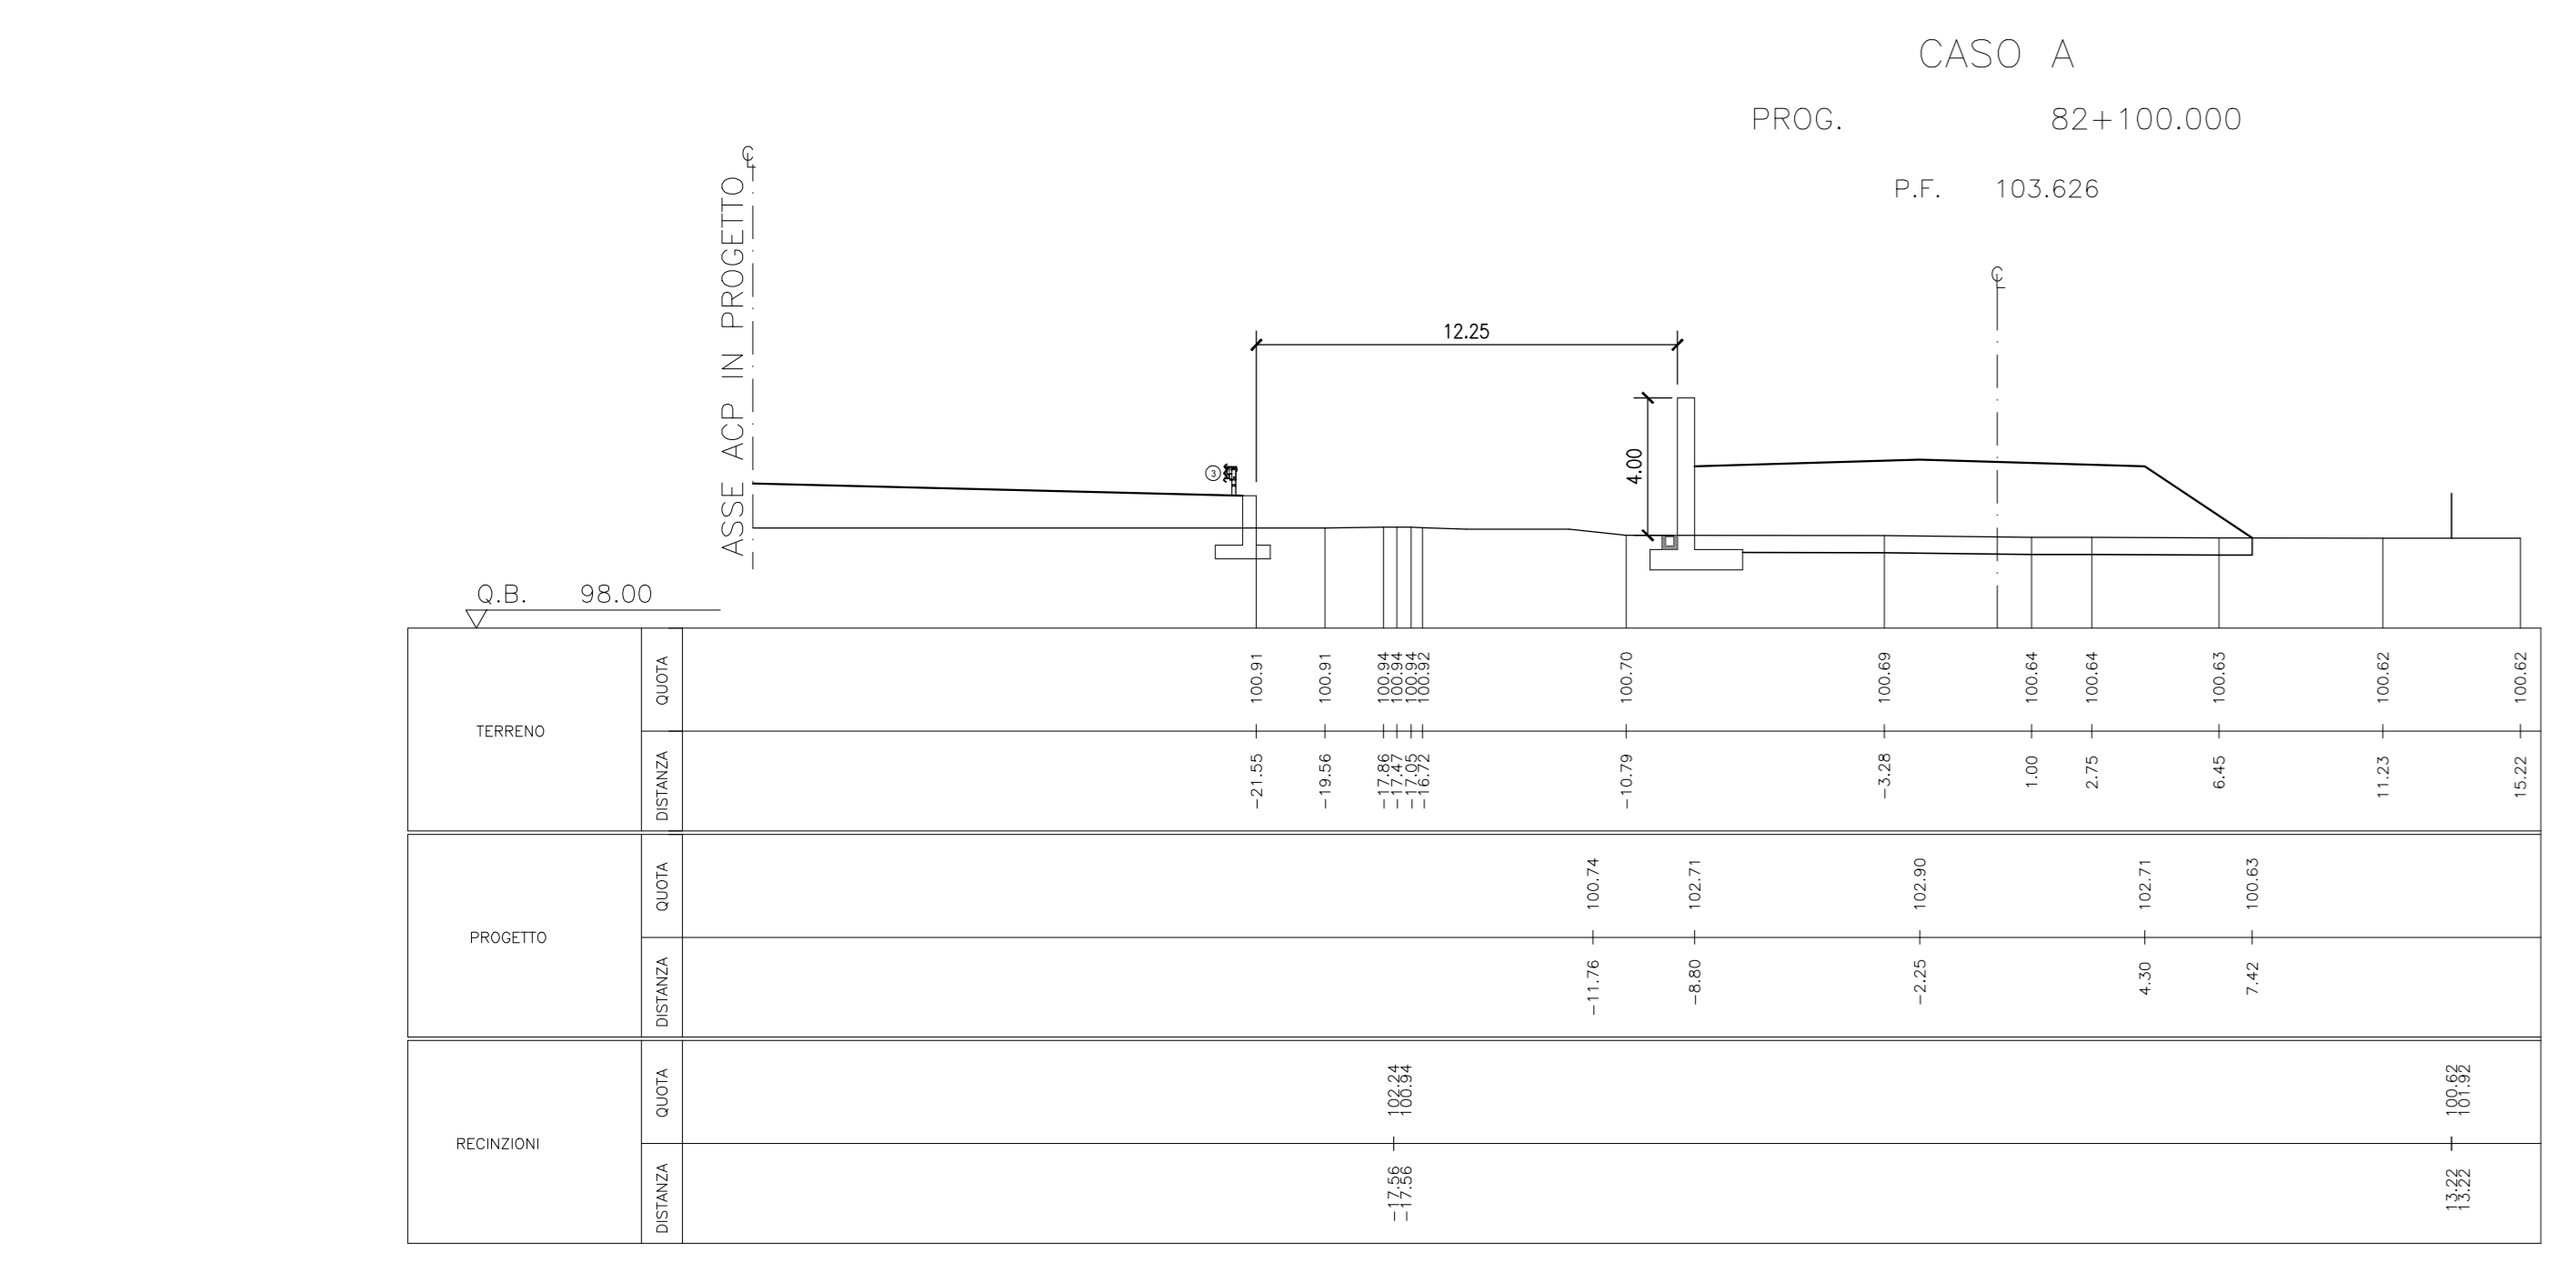 CASO A
PROG. 82+100.000
P.F. 103.626
ASSE ACP IN PROGETTO
12.25
4.00
3
Q.B. 98.00
TERRENO
QUOTA
100.91 100.91 100.94 100.94 100.94 100.92 100.70 100.69 100.64 100.64 100.63 100.62 100.62
DISTANZA
-21.55 -19.56 -17.86 -17.47 -17.05 -16.72 -10.79 -3.28 1.00 2.75 6.45 11.23 15.22
PROGETTO
QUOTA
100.74 102.71 102.90 102.71 100.63
DISTANZA
-11.76 -8.80 -2.25 4.30 7.42
RECINZIONI
QUOTA
102.24 100.94 100.62 101.92
DISTANZA
-17.56 -17.56 13.22 13.22